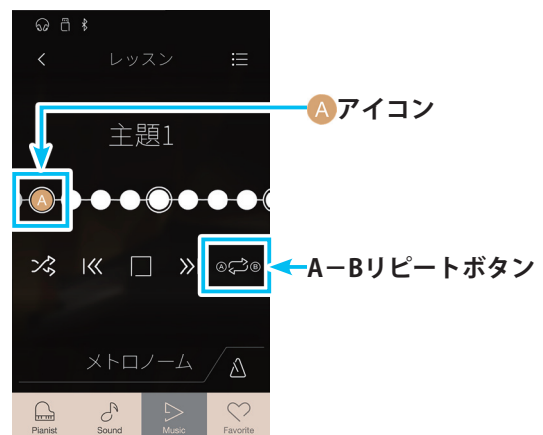 レッスン
Aアイコン
主題1
A
A B
A－Bリピートボタン
メトロノーム
Pianist Sound Music Favorite